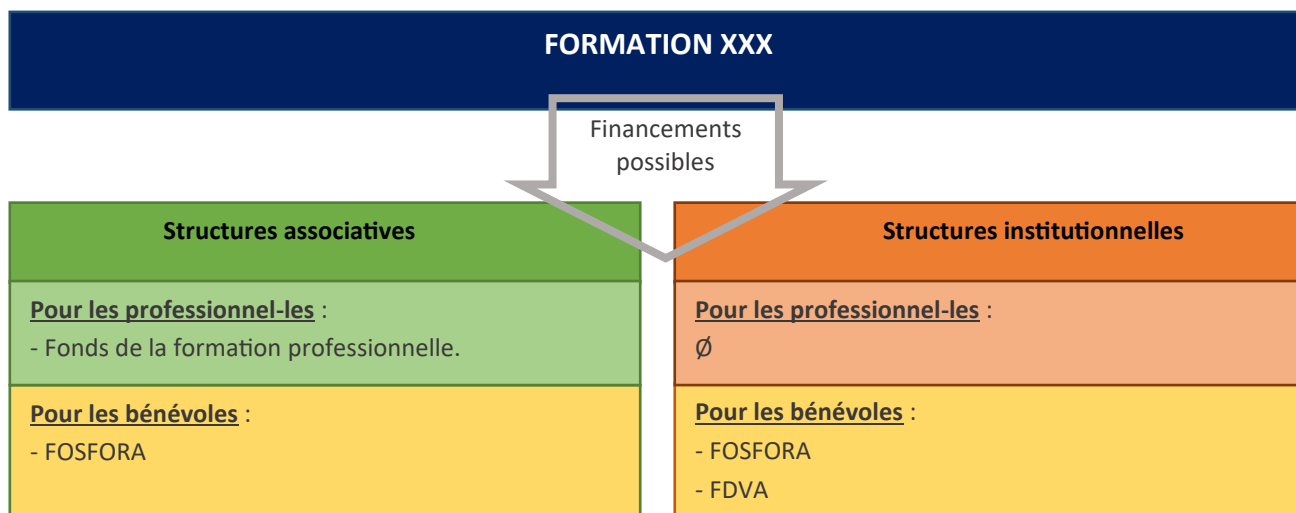 FORMATION XXX
Financements
possibles
Structures associatives
Pour les professionnel-les :
- Fonds de la formation professionnelle.
Pour les bénévoles :
- FOSFORA
Structures institutionnelles
Pour les professionnel-les :
Ø
Pour les bénévoles :
- FOSFORA
- FDVA